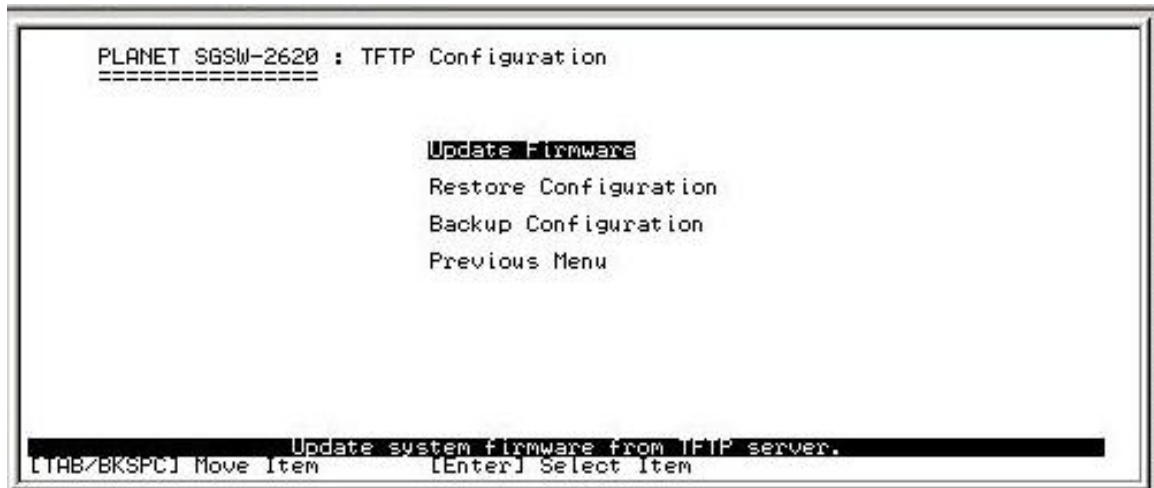 PLANET SGSW-2620 : TFTP Configuration
================
Update Firmware
Restore Configuration
Backup Configuration
Previous Menu
Update system firmware from TFTP server.
[TAB/BKSPC] Move Item [Enter] Select Item